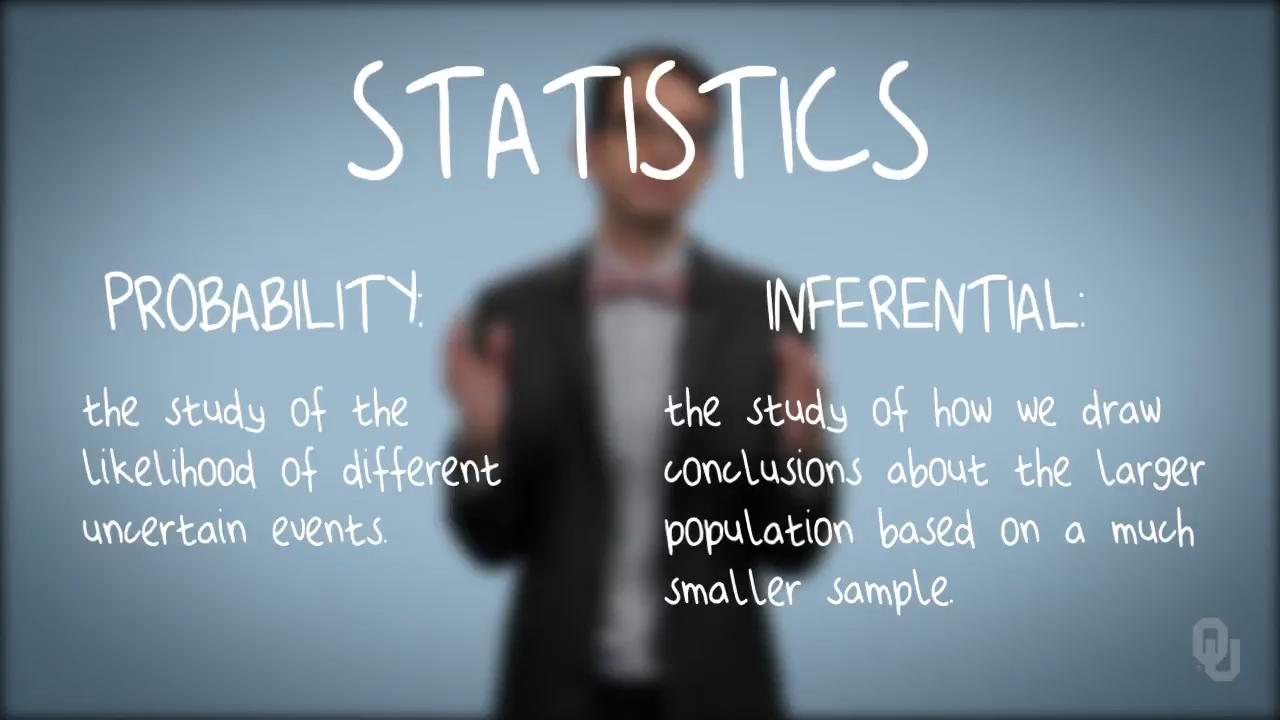 STATISTICS
PROBABILITY:
the study of the
likelihood of different
uncertain events.
INFERENTIAL:
the study of how we draw
conclusions about the larger
population based on a much
smaller sample.
OU